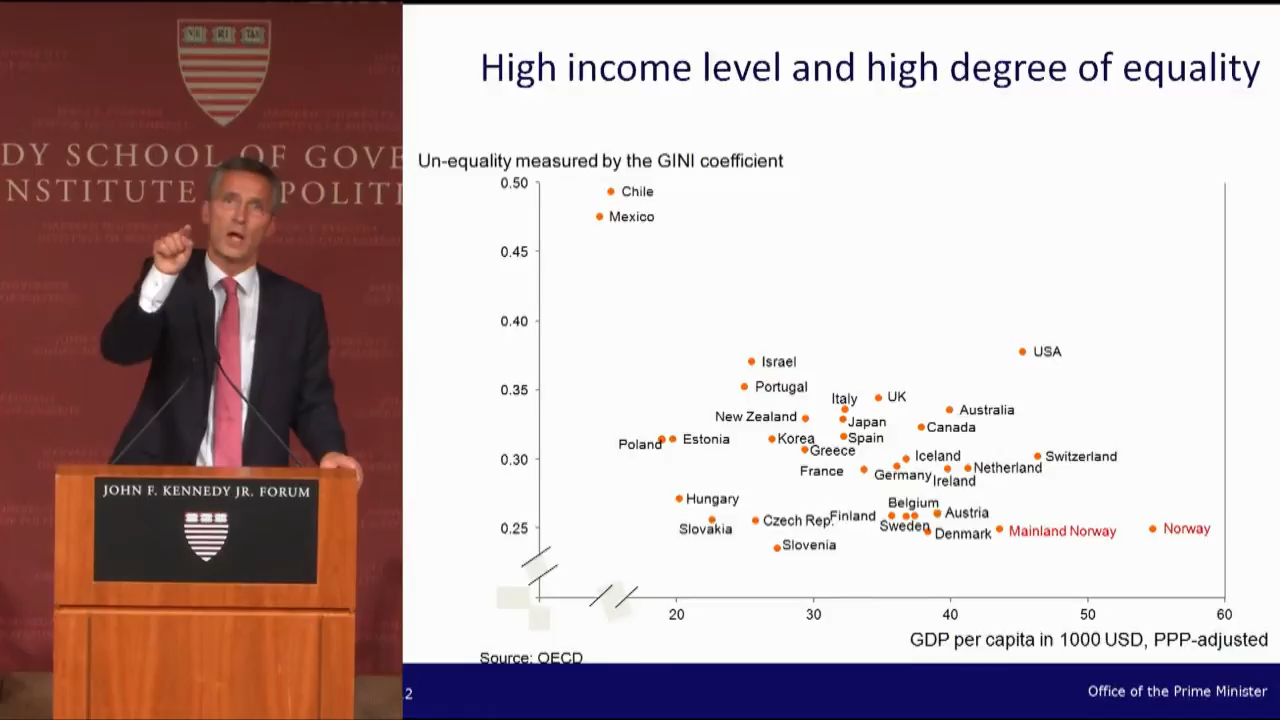 DY SCHOOL OF GOVE
NSTITUTE POLITI
JOHN F. KENNEDY JR. FORUM
High income level and high degree of equality
Un-equality measured by the GINI coefficient
0.50
0.45
0.40
0.35
0.30
0.25
Chile
Mexico
USA
Israel
Portugal
Italy
UK
New Zealand
Japan
Australia
Canada
Poland
Estonia
Korea
Spain
Greece
Iceland
Switzerland
France
Germany
Netherland
Ireland
Hungary
Belgium
Slovakia
Czech Rep.
Finland
Sweden
Austria
Denmark
Mainland Norway
Norway
Slovenia
20 30 40 50 60
GDP per capita in 1000 USD, PPP-adjusted
Source: OECD
2
Office of the Prime Minister